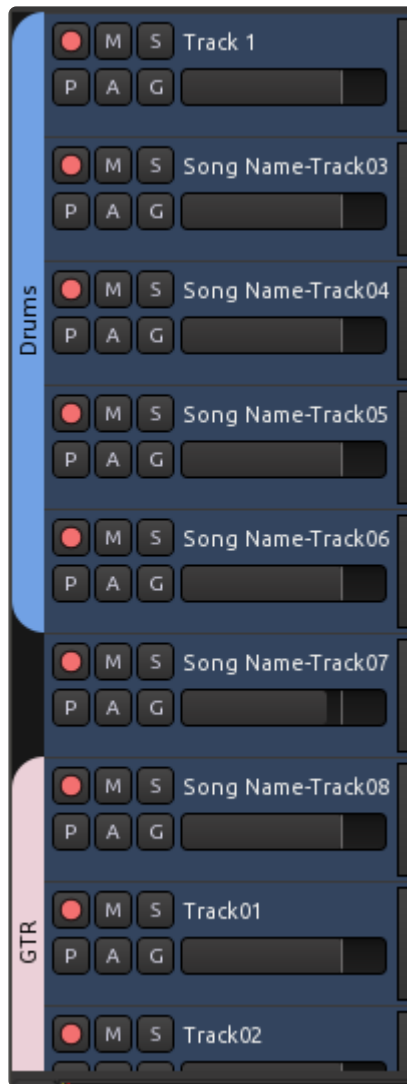 Drums
M S Track 1
P A G
M S Song Name-Track03
P A G
M S Song Name-Track04
P A G
M S Song Name-Track05
P A G
M S Song Name-Track06
P A G
M S Song Name-Track07
P A G
GTR
M S Song Name-Track08
P A G
M S Track01
P A G
M S Track02